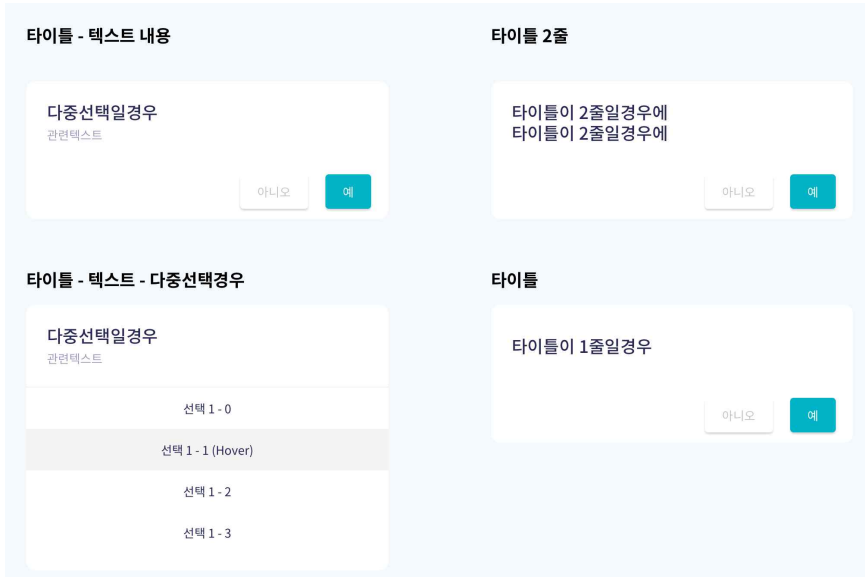 타이틀 - 텍스트 내용
다중선택일경우
관련텍스트
아니오
예
타이틀 2줄
타이틀이 2줄일경우에
타이틀이 2줄일경우에
아니오
예
타이틀 - 텍스트 - 다중선택경우
다중선택일경우
관련텍스트
선택 1 - 0
선택 1 - 1 (Hover)
선택 1 - 2
선택 1 - 3
타이틀
타이틀이 1줄일경우
아니오
예